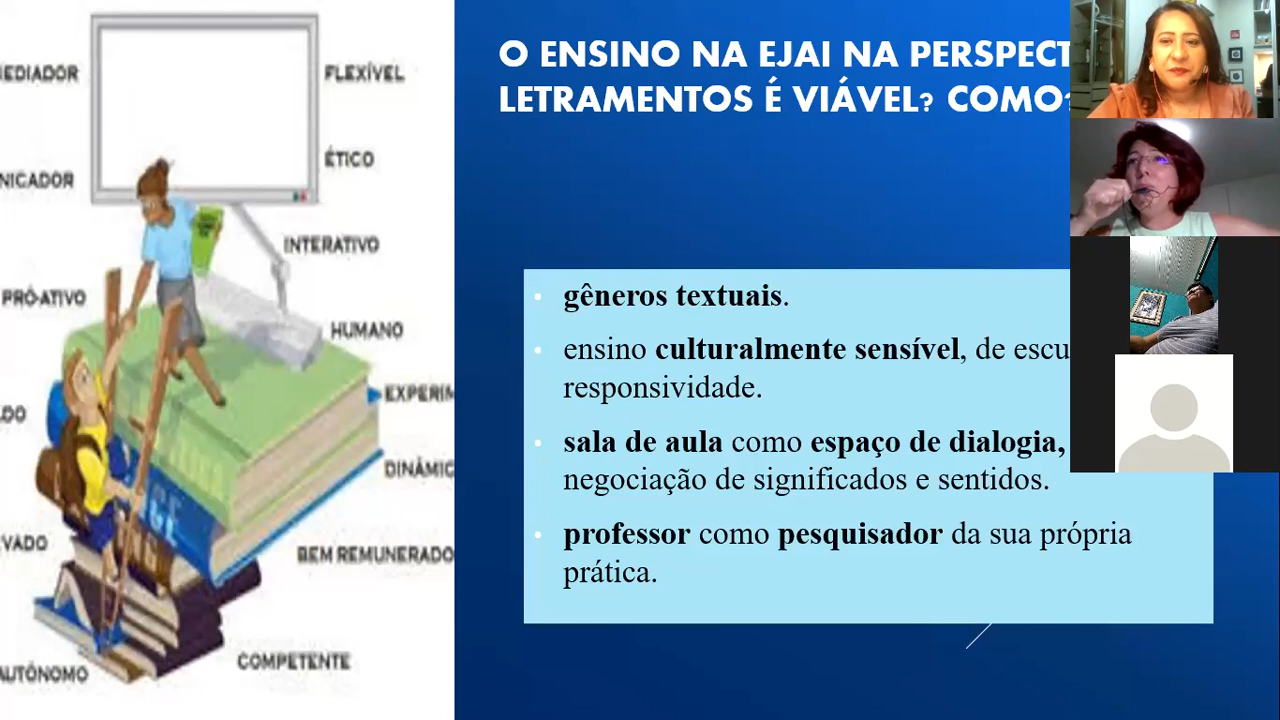 O ENSINO NA EJAI NA PERSPECT
LETRAMENTOS É VIÁVEL? COMO?
gêneros textuais.
ensino culturalmente sensível, de escu
responsividade.
sala de aula como espaço de dialogia,
negociação de significados e sentidos.
professor como pesquisador da sua própria
prática.
MEDIADOR
FLEXÍVEL
ÉTICO
NICADOR
INTERATIVO
PRÓ-ATIVO
HUMANO
EXPERIM
DINÂMIC
VADO
BEM REMUNERADO
COMPETENTE
AUTÔNOMO